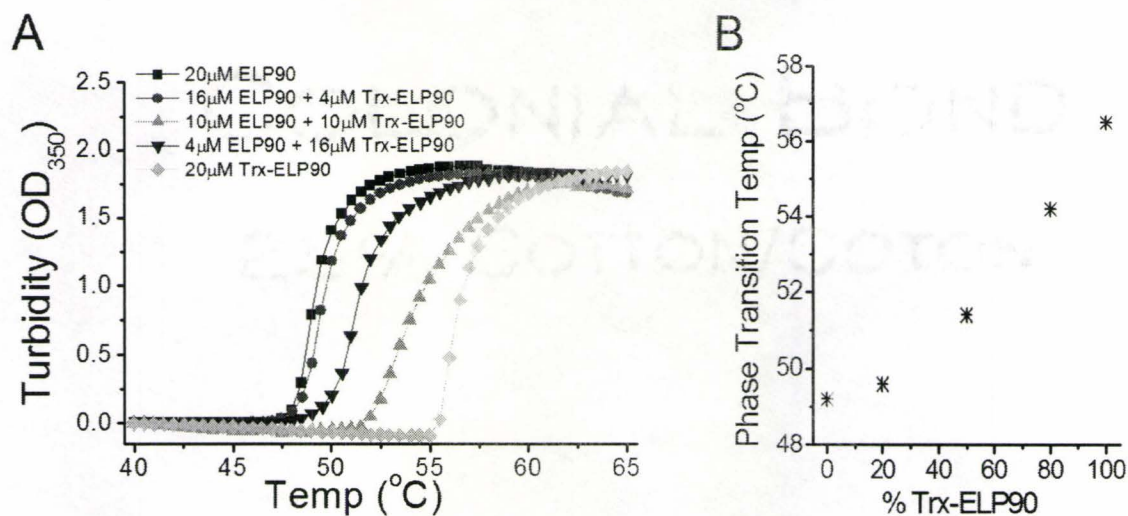 A
Turbidity (OD350)
2.5
2.0
1.5
1.0
0.5
0.0
20μM ELP90
16μM ELP90 + 4μM Trx-ELP90
10μM ELP90 + 10μM Trx-ELP90
4μM ELP90 + 16μM Trx-ELP90
20μM Trx-ELP90
40 45 50 55 60 65
Temp (°C)
B
Phase Transition Temp (°C)
58
56
54
52
50
48
0 20 40 60 80 100
% Trx-ELP90